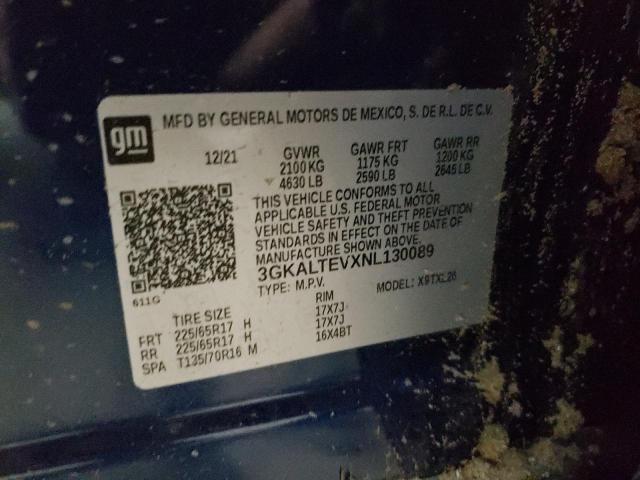 gm
MFD BY GENERAL MOTORS DE MEXICO, S. DE R.L. DE C.V.
12/21 GVWR GAWR FRT GAWR RR
2100 KG 1175 KG 1200 KG
4630 LB 2590 LB 2645 LB
THIS VEHICLE CONFORMS TO ALL
APPLICABLE U.S. FEDERAL MOTOR
VEHICLE SAFETY AND THEFT PREVENTION
STANDARDS IN EFFECT ON THE DATE OF
MANUFACTURE SHOWN ABOVE.
3GKALTEVXNL130089
TYPE: M.P.V. MODEL: X9TXL26
611G
TIRE SIZE RIM
FRT 225/65R17 H 17X7J
RR 225/65R17 H 17X7J
SPA T135/70R16 M 16X4BT